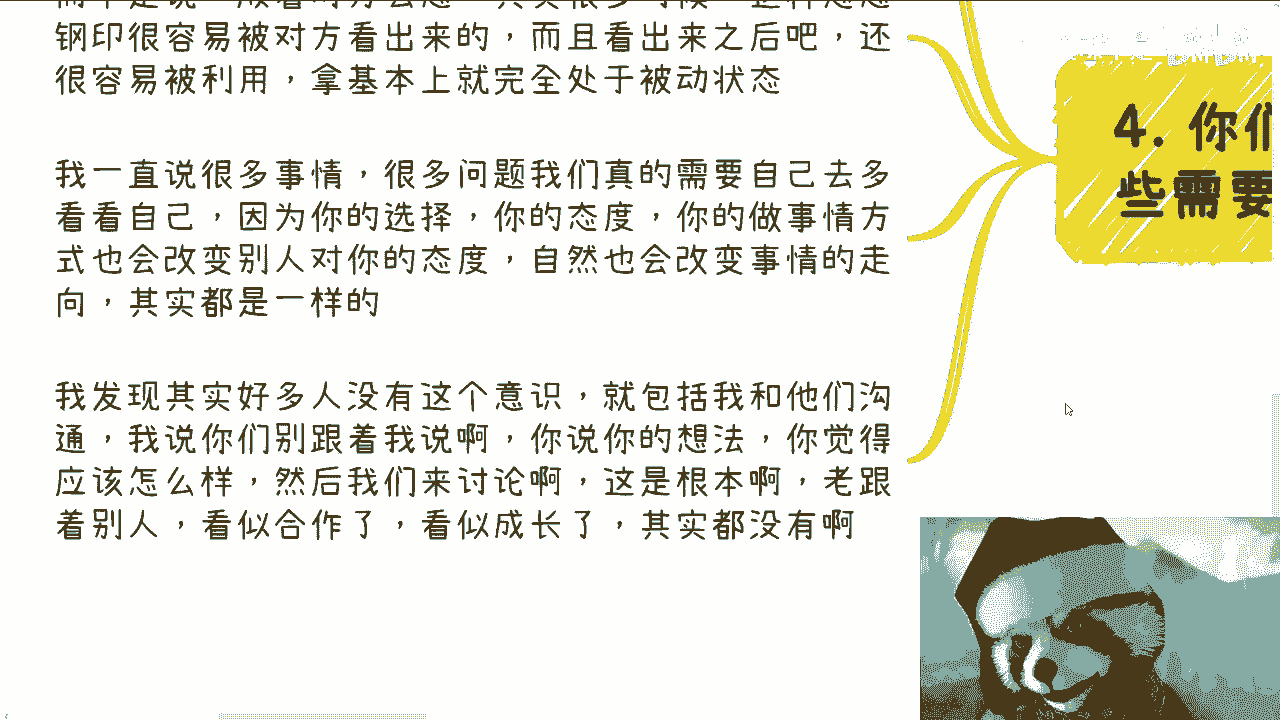 钢印很容易被对方看出来的，而且看出来之后吧，还
很容易被利用，拿基本上就完全处于被动状态
我一直说很多事情，很多问题我们真的需要自己去多
看看自己，因为你的选择，你的态度，你的做事情方
式也会改变别人对你的态度，自然也会改变事情的走
向，其实都是一样的
我发现其实好多人没有这个意识，就包括我和他们沟
通，我说你们别跟着我说啊，你说你的想法，你觉得
应该怎么样，然后我们来讨论啊，这是根本啊，老跟
着别人，看似合作了，看似成长了，其实都没有啊
4. 你们
些需要